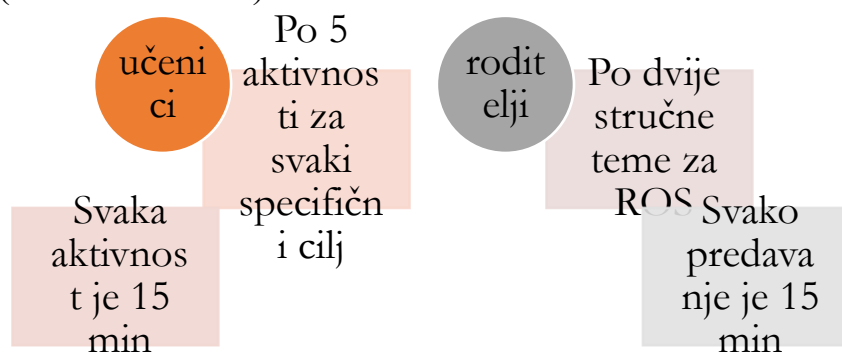 učeni
ci
Po 5
aktivnos
ti za
svaki
specifičn
i cilj
Svaka
aktivnos
t je 15
min
rodit
elji
Po dvije
stručne
teme za
ROS
Svako
predava
nje je 15
min